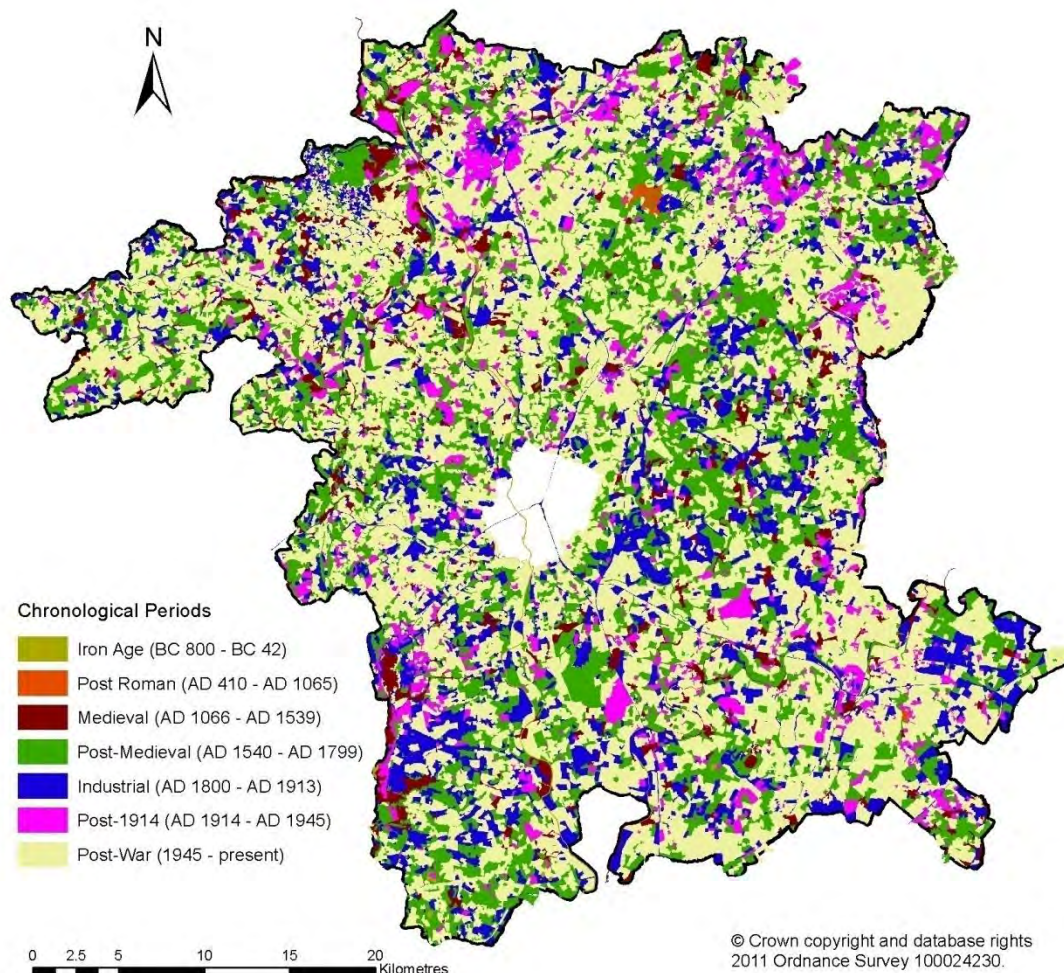 N
Chronological Periods
Iron Age (BC 800 - BC 42)
Post Roman (AD 410 - AD 1065)
Medieval (AD 1066 - AD 1539)
Post-Medieval (AD 1540 - AD 1799)
Industrial (AD 1800 - AD 1913)
Post-1914 (AD 1914 - AD 1945)
Post-War (1945 - present)
0 2.5 5 10 15 20
Kilometres
© Crown copyright and database rights
2011 Ordnance Survey 100024230.